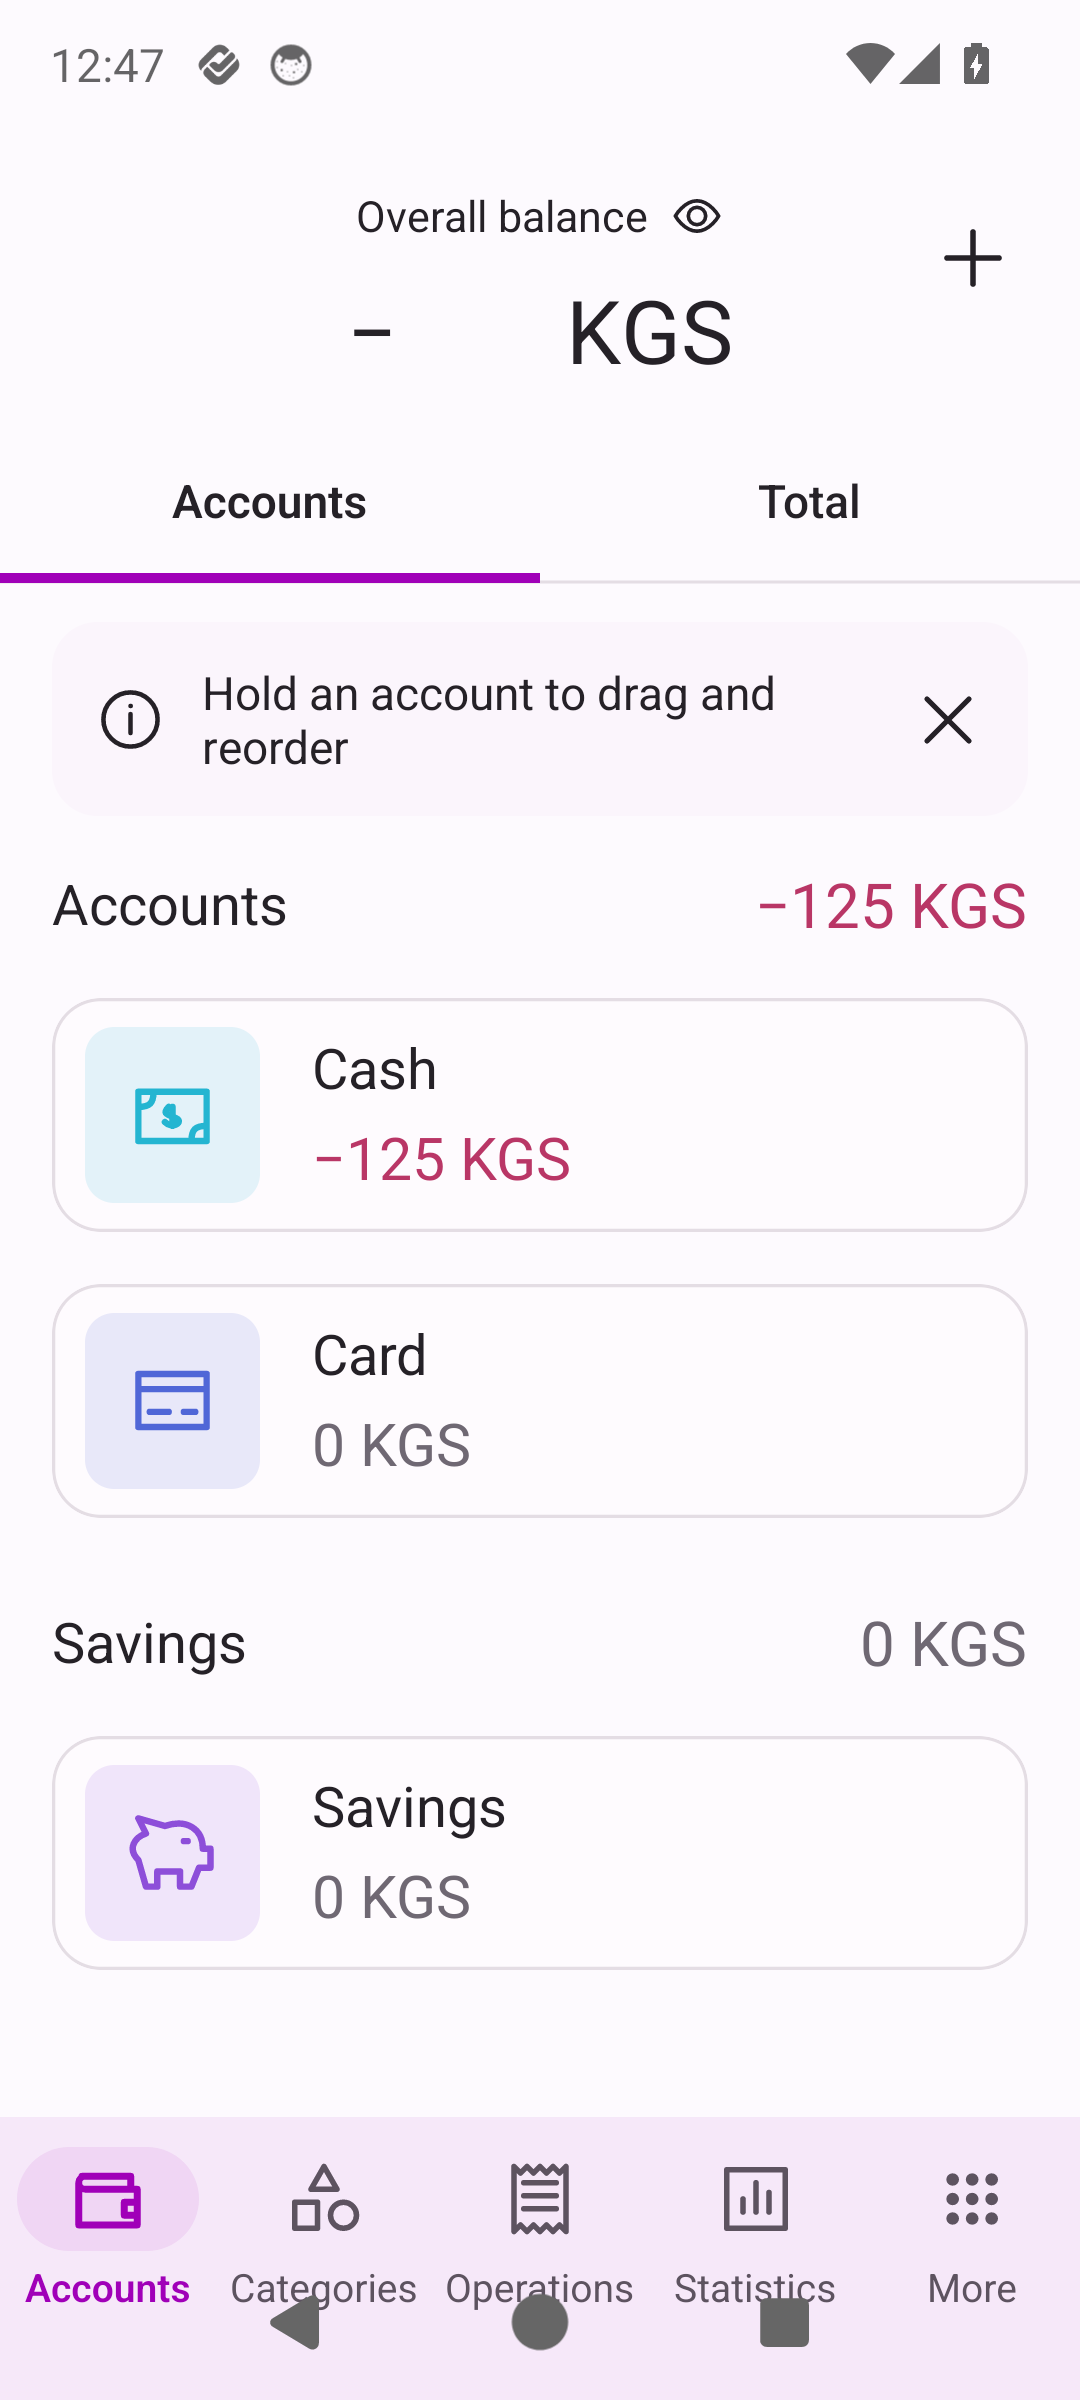 12:47
Overall balance
– KGS
Accounts
Total
Hold an account to drag and
reorder
Accounts
–125 KGS
Cash
–125 KGS
Card
0 KGS
Savings
0 KGS
Savings
0 KGS
Accounts
Categories
Operations
Statistics
More